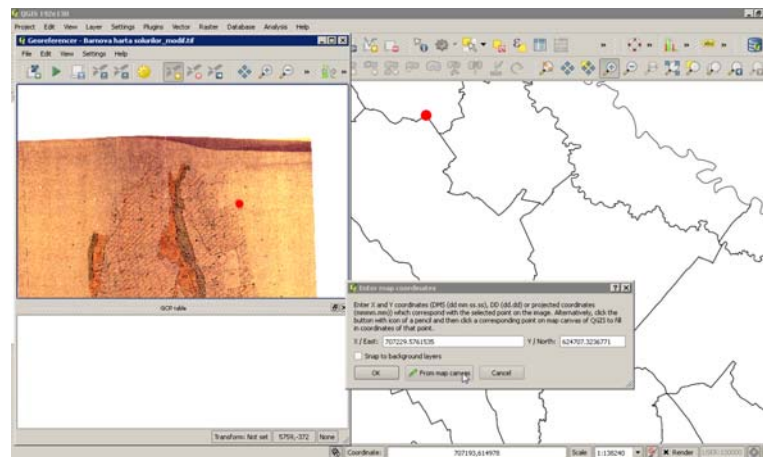 QGIS 192e138
Project Edit View Layer Settings Plugins Vector Raster Database Analysis Help
Georeferencer - Barnova harta solurilor_modif.tif
File Edit View Settings Help
GCP table
Enter map coordinates
Enter X and Y coordinates (DMS (dd mm ss.ss), DD (dd.dd) or projected coordinates
(mmmm.mm)) which correspond with the selected point on the image. Alternatively, click the
button with icon of a pencil and then click a corresponding point on map canvas of QGIS to fill
in coordinates of that point.
X / East: 707229.5761535 Y / North: 624707.3236771
Snap to background layers
OK From map canvas Cancel
Transform: Not set 5759,-372 None
Coordinate: 707193,614978 Scale 1:138240 Render